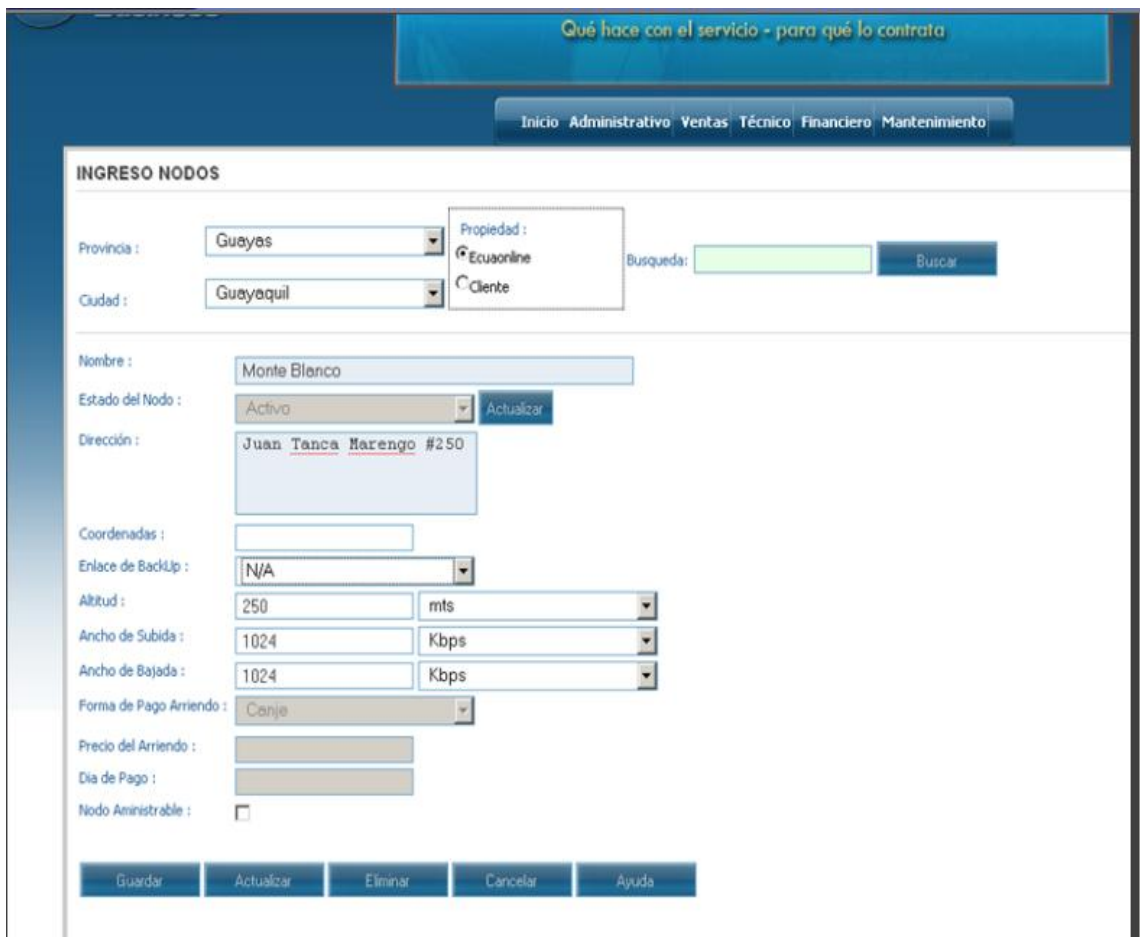 Qué hace con el servicio - para qué lo contrata
Inicio Administrativo Ventas Técnico Financiero Mantenimiento
INGRESO NODOS
Provincia : Guayas
Propiedad :
Ecuaonline
Cliente
Busqueda: Buscar
Ciudad : Guayaquil
Nombre : Monte Blanco
Estado del Nodo : Activo Actualizar
Dirección : Juan Tanca Marengo #250
Coordenadas :
Enlace de BackUp : N/A
Altitud : 250 mts
Ancho de Subida : 1024 Kbps
Ancho de Bajada : 1024 Kbps
Forma de Pago Arriendo : Canje
Precio del Arriendo :
Dia de Pago :
Nodo Aministrable :
Guardar Actualizar Eliminar Cancelar Ayuda